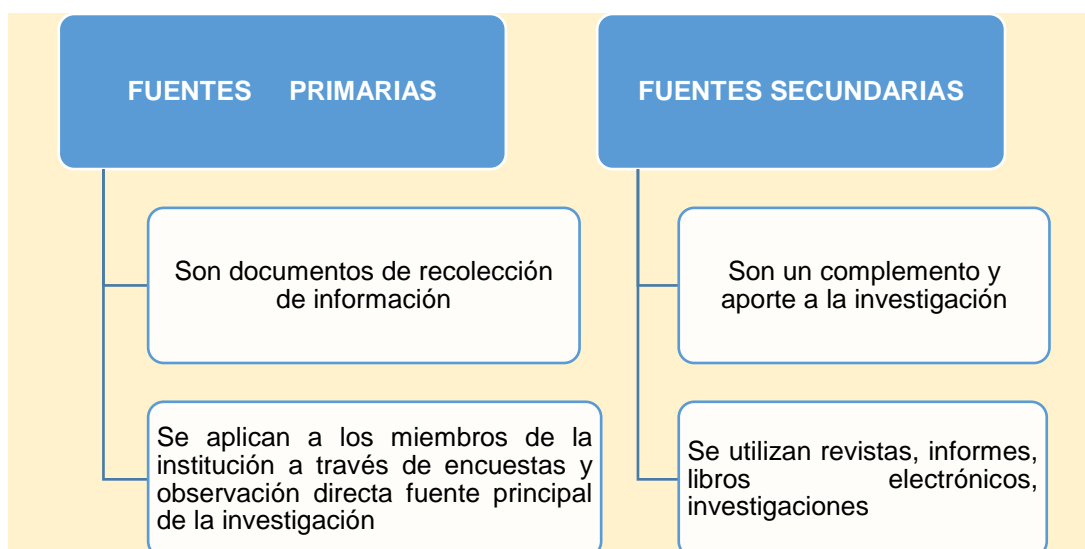 FUENTES PRIMARIAS
Son documentos de recolección
de información
Se aplican a los miembros de la
institución a través de encuestas y
observación directa fuente principal
de la investigación
FUENTES SECUNDARIAS
Son un complemento y
aporte a la investigación
Se utilizan revistas, informes,
libros electrónicos,
investigaciones